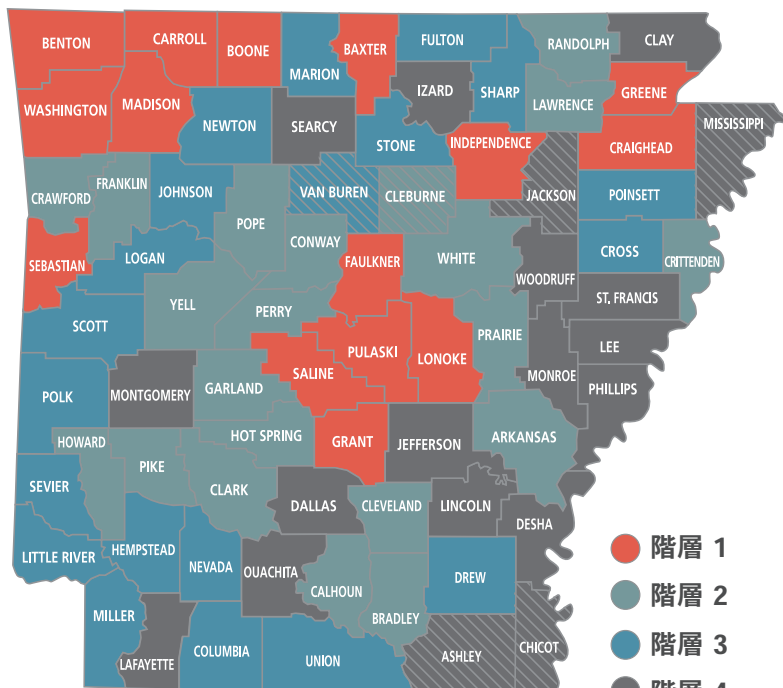 BENTON
CARROLL
BOONE
MARION
BAXTER
FULTON
RANDOLPH
CLAY
IZARD
SHARP
LAWRENCE
GREENE
WASHINGTON
MADISON
NEWTON
SEARCY
STONE
INDEPENDENCE
CRAIGHEAD
MISSISSIPPI
CRAWFORD
FRANKLIN
JOHNSON
POPE
VAN BUREN
CLEBURNE
JACKSON
POINSETT
SEBASTIAN
LOGAN
CONWAY
FAULKNER
WHITE
WOODRUFF
CROSS
CRITTENDEN
SCOTT
YELL
PERRY
ST. FRANCIS
PULASKI
LONOKE
PRAIRIE
LEE
POLK
MONTGOMERY
GARLAND
SALINE
MONROE
PHILLIPS
HOWARD
HOT SPRING
GRANT
JEFFERSON
ARKANSAS
SEVIER
PIKE
CLARK
DALLAS
CLEVELAND
LINCOLN
DESHA
LITTLE RIVER
HEMPSTEAD
NEVADA
OUACHITA
CALHOUN
DREW
MILLER
BRADLEY
LAFAYETTE
COLUMBIA
UNION
ASHLEY
CHICOT
階層 1
階層 2
階層 3
階層 4